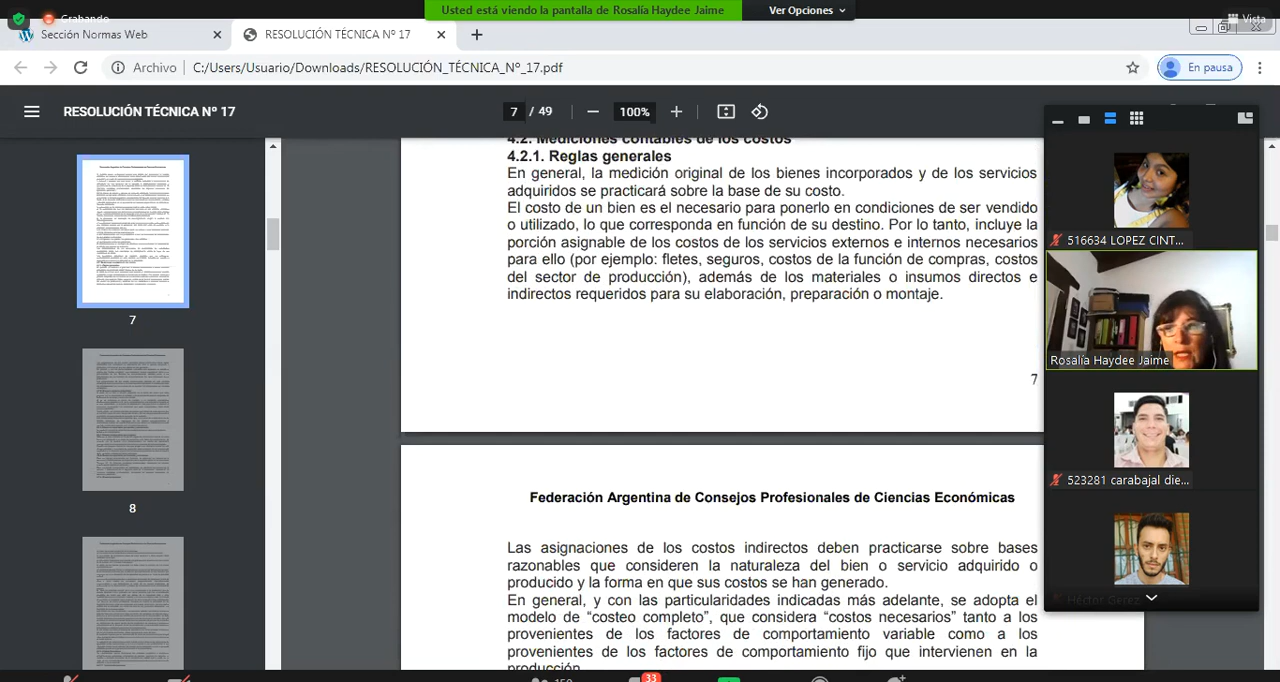 Grabando
Usted está viendo la pantalla de Rosalía Haydee Jaime
Ver Opciones
Vista
Sección Normas Web
RESOLUCIÓN TÉCNICA Nº 17
Archivo
C:/Users/Usuario/Downloads/RESOLUCIÓN_TÉCNICA_Nº_17.pdf
En pausa
RESOLUCIÓN TÉCNICA Nº 17
7 / 49
100%
7
8
4.2. Mediciones contables de los costos
4.2.1. Reglas generales
En general, la medición original de los bienes incorporados y de los servicios
adquiridos se practicará sobre la base de su costo.
El costo de un bien es el necesario para ponerlo en condiciones de ser vendido
o utilizado, lo que corresponda en función de su destino. Por lo tanto, incluye la
porción asignable de los costos de los servicios externos e internos necesarios
para ello (por ejemplo: fletes, seguros, costos de la función de compras, costos
del sector de producción), además de los materiales o insumos directos e
indirectos requeridos para su elaboración, preparación o montaje.
7
Federación Argentina de Consejos Profesionales de Ciencias Económicas
Las asignaciones de los costos indirectos deben practicarse sobre bases
razonables que consideren la naturaleza del bien o servicio adquirido o
producido y la forma en que sus costos se han generado.
En general, y con las particularidades indicadas más adelante, se adopta el
modelo de “costeo completo”, que considera “costos necesarios” tanto a los
provenientes de los factores de comportamiento variable como a los
provenientes de los factores de comportamiento fijo que intervienen en la
producción.
516634 LOPEZ CINT...
Rosalía Haydee Jaime
523281 carabajal die...
Héctor Gerez
33